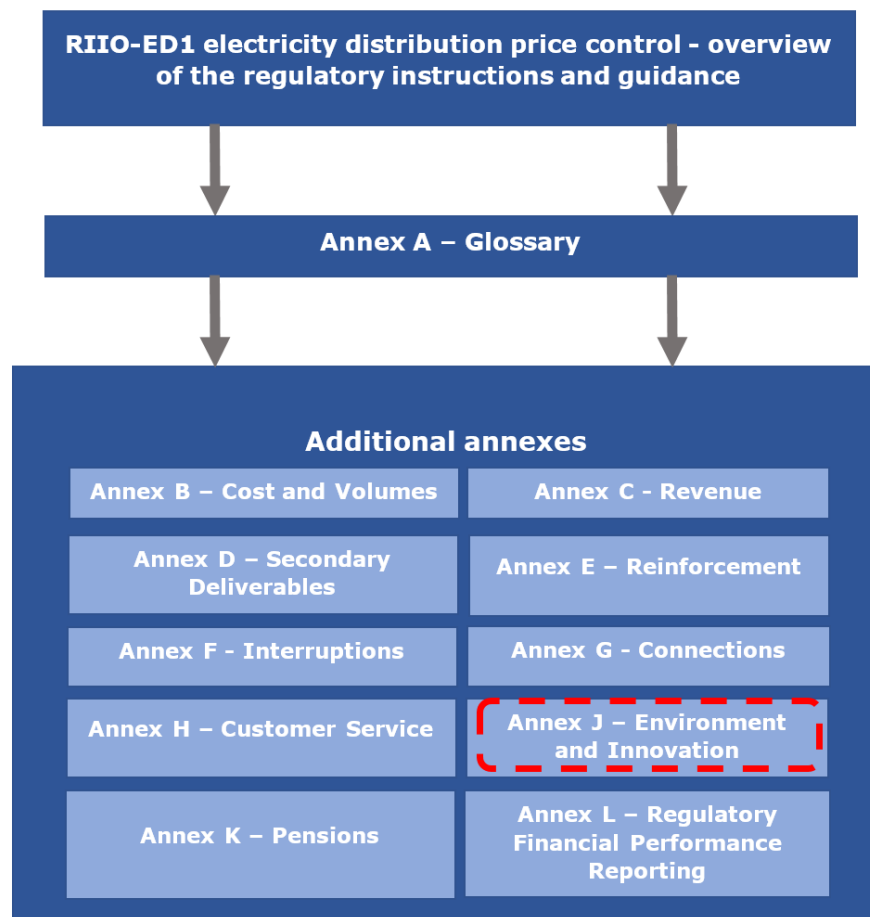 RIIO-ED1 electricity distribution price control - overview
of the regulatory instructions and guidance
Annex A – Glossary
Additional annexes
Annex B – Cost and Volumes
Annex C - Revenue
Annex D – Secondary
Deliverables
Annex E – Reinforcement
Annex F - Interruptions
Annex G - Connections
Annex H – Customer Service
Annex J – Environment
and Innovation
Annex K – Pensions
Annex L – Regulatory
Financial Performance
Reporting